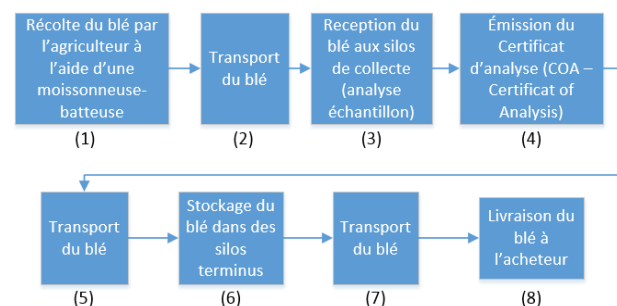 Récolte du blé par
l’agriculteur à
l’aide d’une
moissonneuse-
batteuse
(1)
Transport
du blé
(2)
Reception du
blé aux silos
de collecte
(analyse
échantillon)
(3)
Émission du
Certificat
d’analyse (COA –
Certificat of
Analysis)
(4)
Transport
du blé
(5)
Stockage du
blé dans des
silos
terminus
(6)
Transport
du blé
(7)
Livraison du
blé à
l’acheteur
(8)